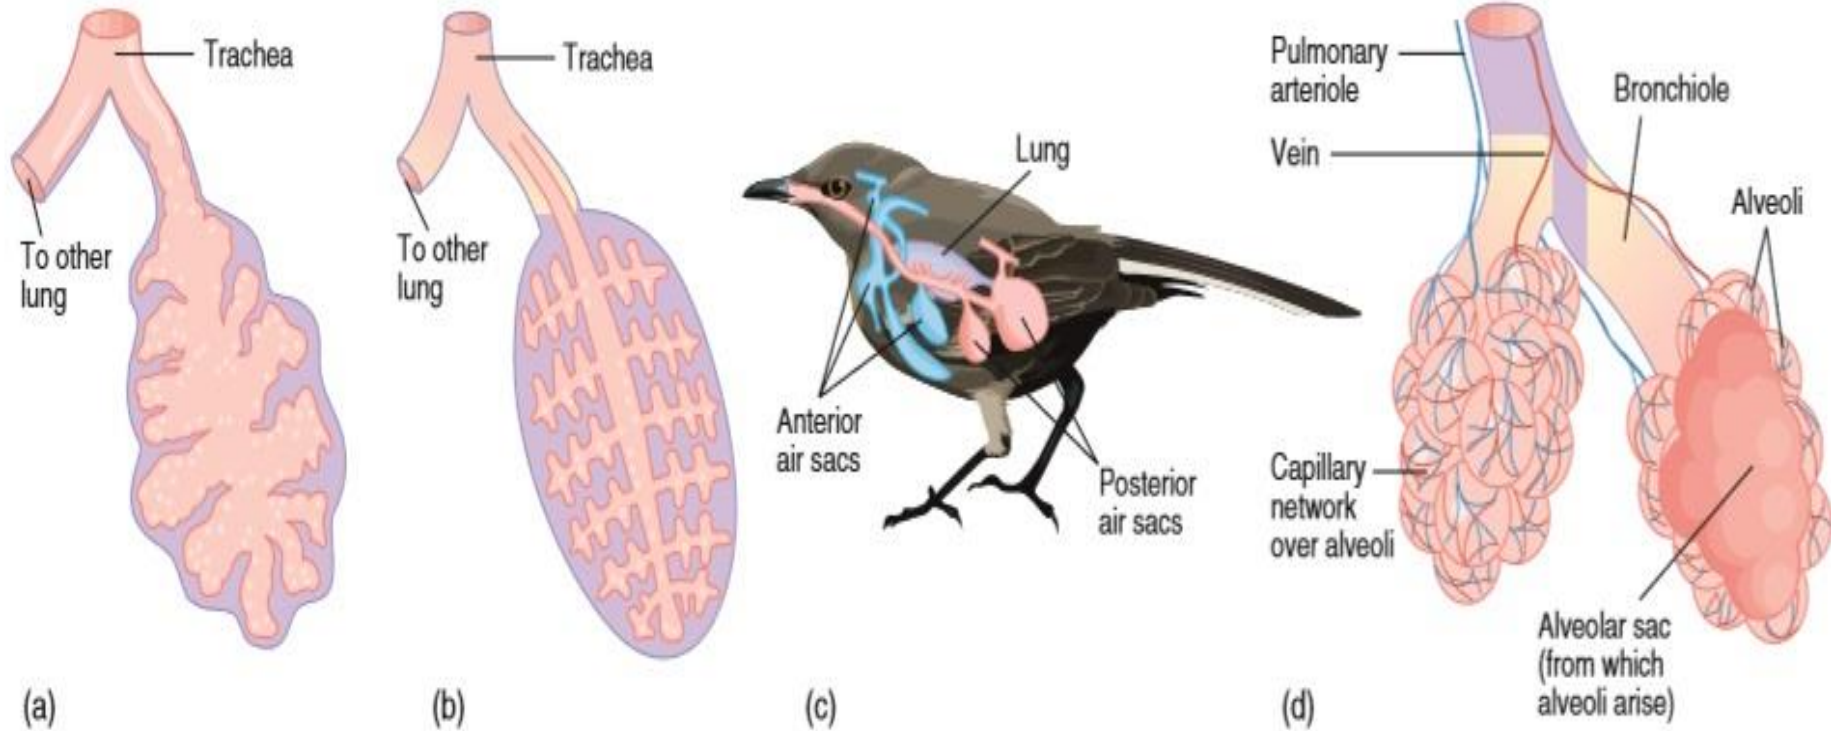 Trachea
To other
lung
(a)
Trachea
To other
lung
(b)
Lung
Anterior
air sacs
Posterior
air sacs
(c)
Pulmonary
arteriole
Vein
Bronchiole
Alveoli
Capillary
network
over alveoli
Alveolar sac
(from which
alveoli arise)
(d)